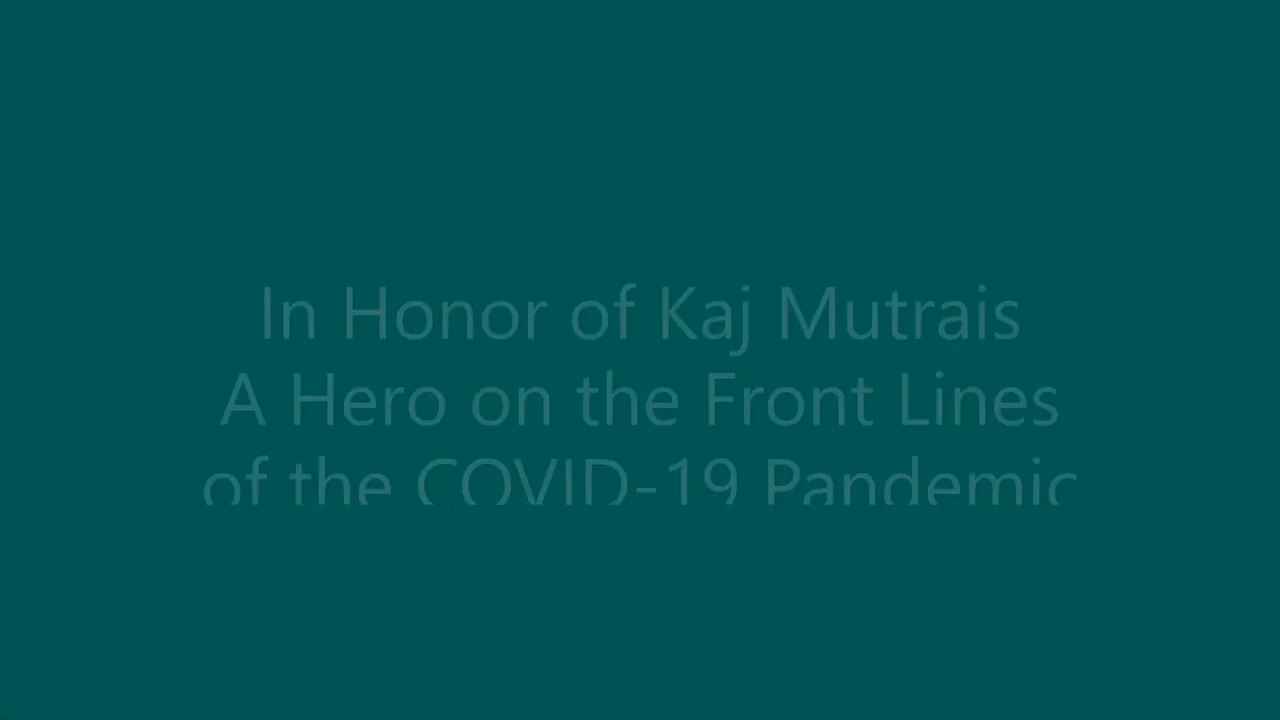 In Honor of Kaj Mutrais
A Hero on the Front Lines
of the COVID-19 Pandemic